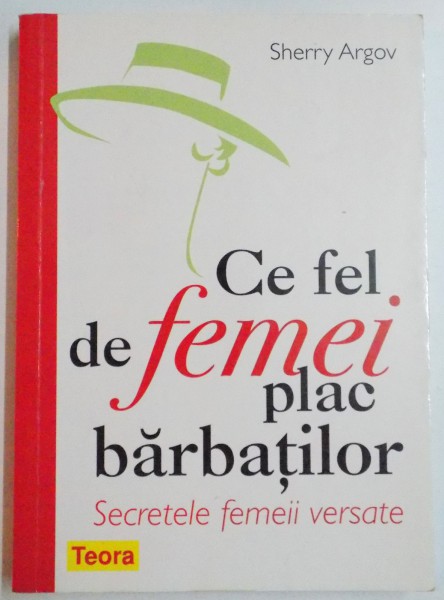 Sherry Argov
Ce fel
de femei
plac
bărbaților
Secretele femeii versate
Teora